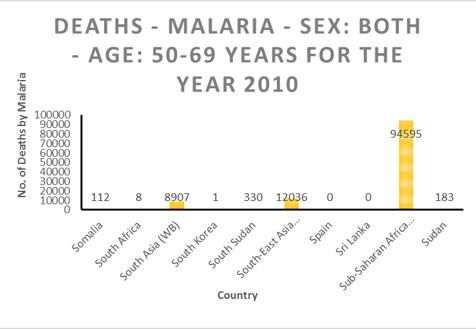 DEATHS - MALARIA - SEX: BOTH
- AGE: 50-69 YEARS FOR THE
YEAR 2010
No. of Deaths by Malaria
100000
90000
80000
70000
60000
50000
40000
30000
20000
10000
0
112
8
8907
1
330
12036
0
0
94595
183
Somalia
South Africa
South Asia (WB)
South Korea
South Sudan
South-East Asia...
Spain
Sri Lanka
Sub-Saharan Africa...
Sudan
Country